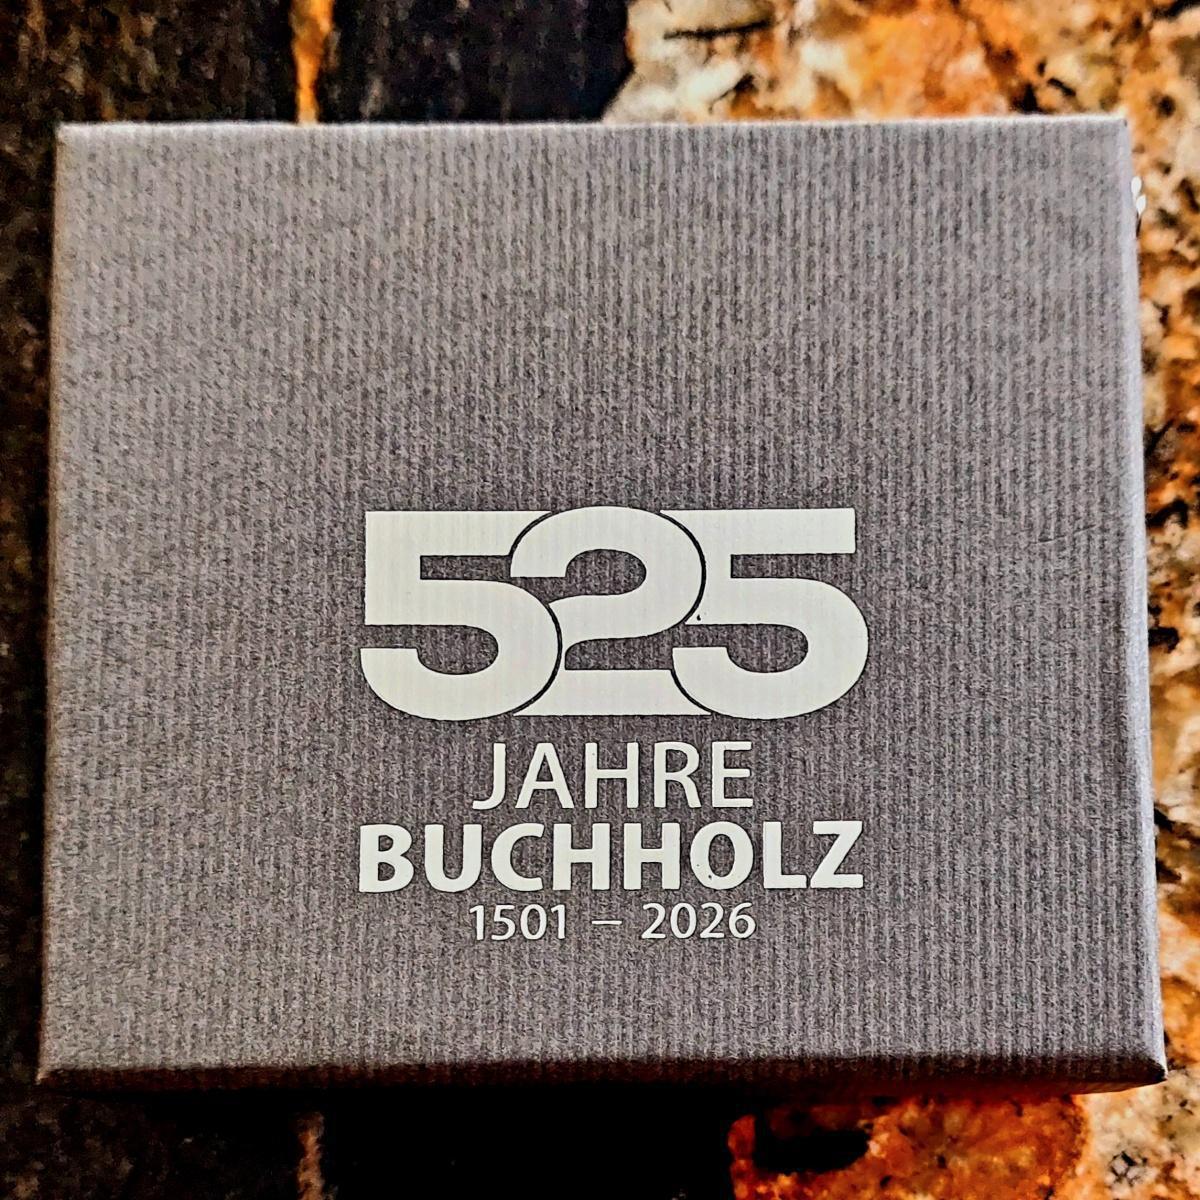 525
JAHRE
BUCHHOLZ
1501 – 2026